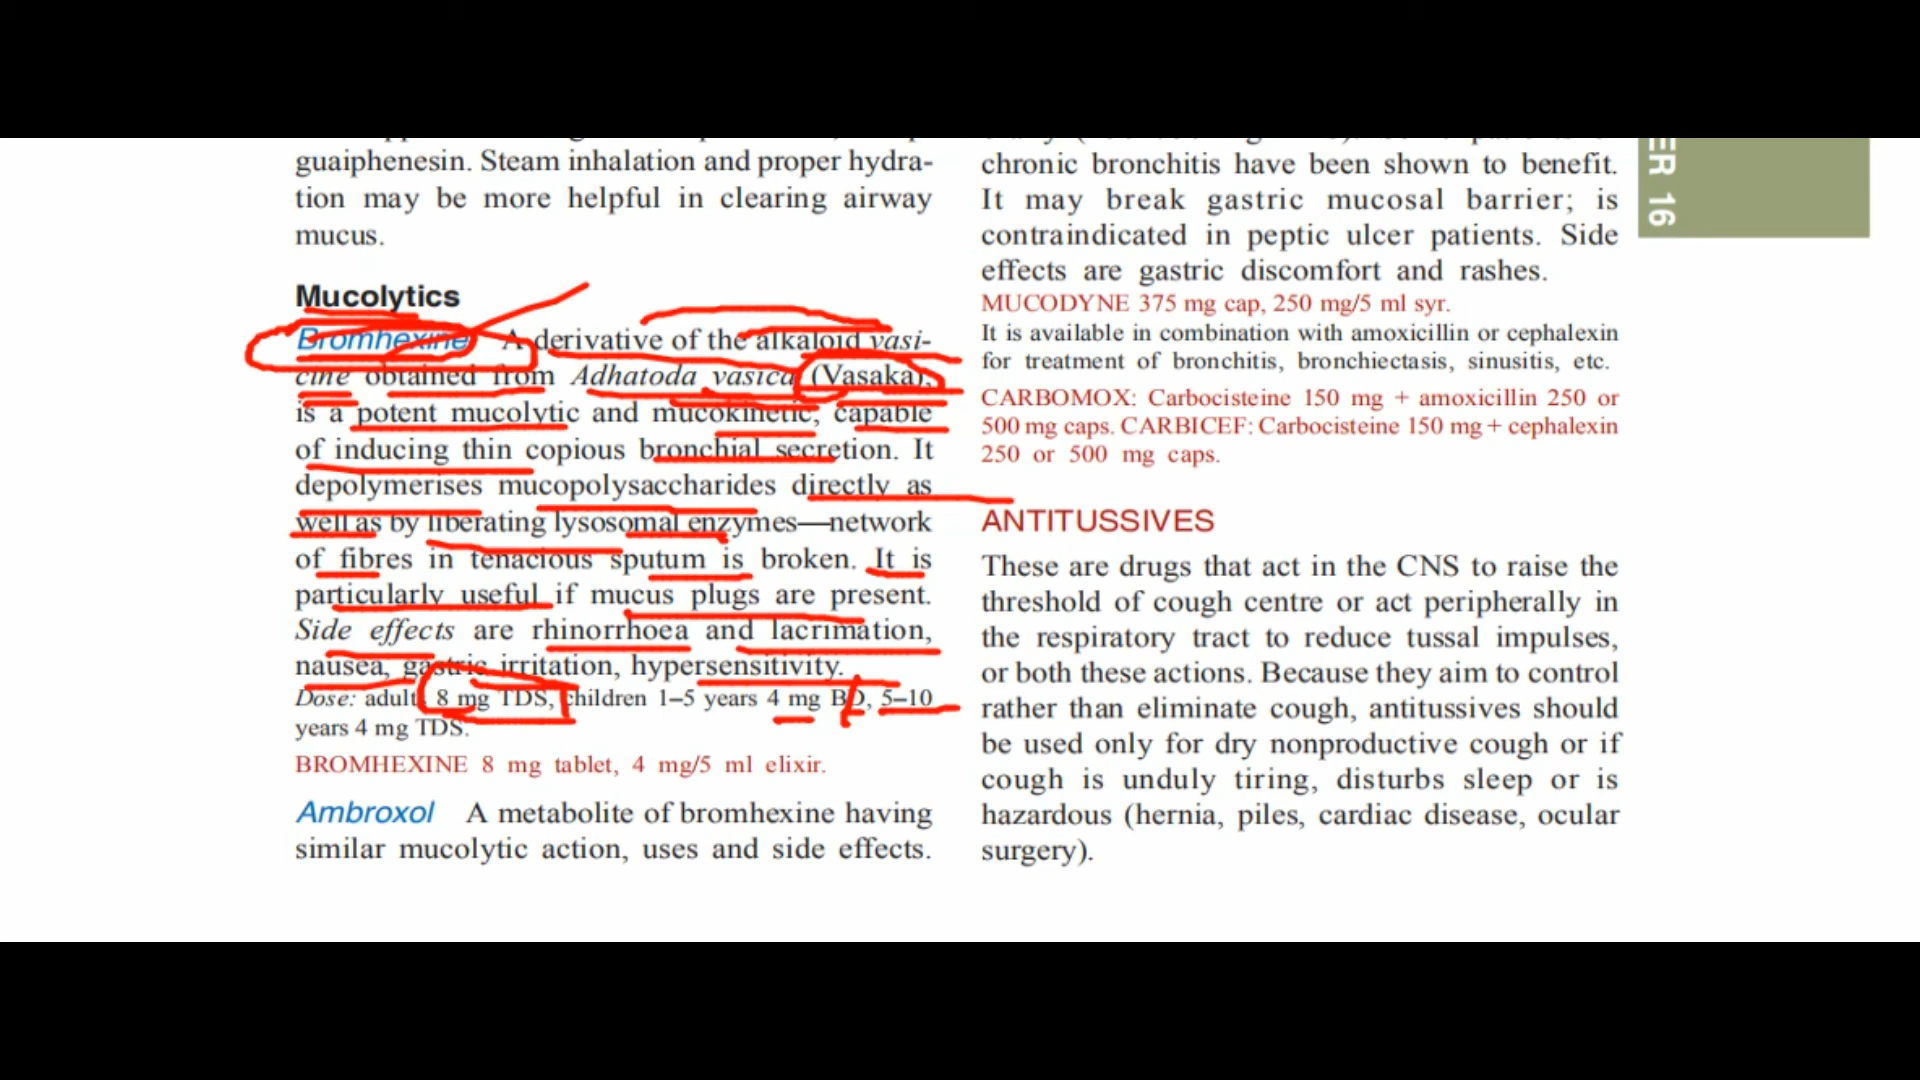 guaiphenesin. Steam inhalation and proper hydra-
tion may be more helpful in clearing airway
mucus.
Mucolytics
Bromhexine A derivative of the alkaloid vasi-
cine obtained from Adhatoda vasica (Vasaka),
is a potent mucolytic and mucokinetic, capable
of inducing thin copious bronchial secretion. It
depolymerises mucopolysaccharides directly as
well as by liberating lysosomal enzymes—network
of fibres in tenacious sputum is broken. It is
particularly useful if mucus plugs are present.
Side effects are rhinorrhoea and lacrimation,
nausea, gastric irritation, hypersensitivity.
Dose: adult 8 mg TDS, children 1–5 years 4 mg BD, 5–10
years 4 mg TDS.
BROMHEXINE 8 mg tablet, 4 mg/5 ml elixir.
Ambroxol A metabolite of bromhexine having
similar mucolytic action, uses and side effects.
chronic bronchitis have been shown to benefit.
It may break gastric mucosal barrier; is
contraindicated in peptic ulcer patients. Side
effects are gastric discomfort and rashes.
MUCODYNE 375 mg cap, 250 mg/5 ml syr.
It is available in combination with amoxicillin or cephalexin
for treatment of bronchitis, bronchiectasis, sinusitis, etc.
CARBOMOX: Carbocisteine 150 mg + amoxicillin 250 or
500 mg caps. CARBICEF: Carbocisteine 150 mg + cephalexin
250 or 500 mg caps.
ANTITUSSIVES
These are drugs that act in the CNS to raise the
threshold of cough centre or act peripherally in
the respiratory tract to reduce tussal impulses,
or both these actions. Because they aim to control
rather than eliminate cough, antitussives should
be used only for dry nonproductive cough or if
cough is unduly tiring, disturbs sleep or is
hazardous (hernia, piles, cardiac disease, ocular
surgery).
ER 16